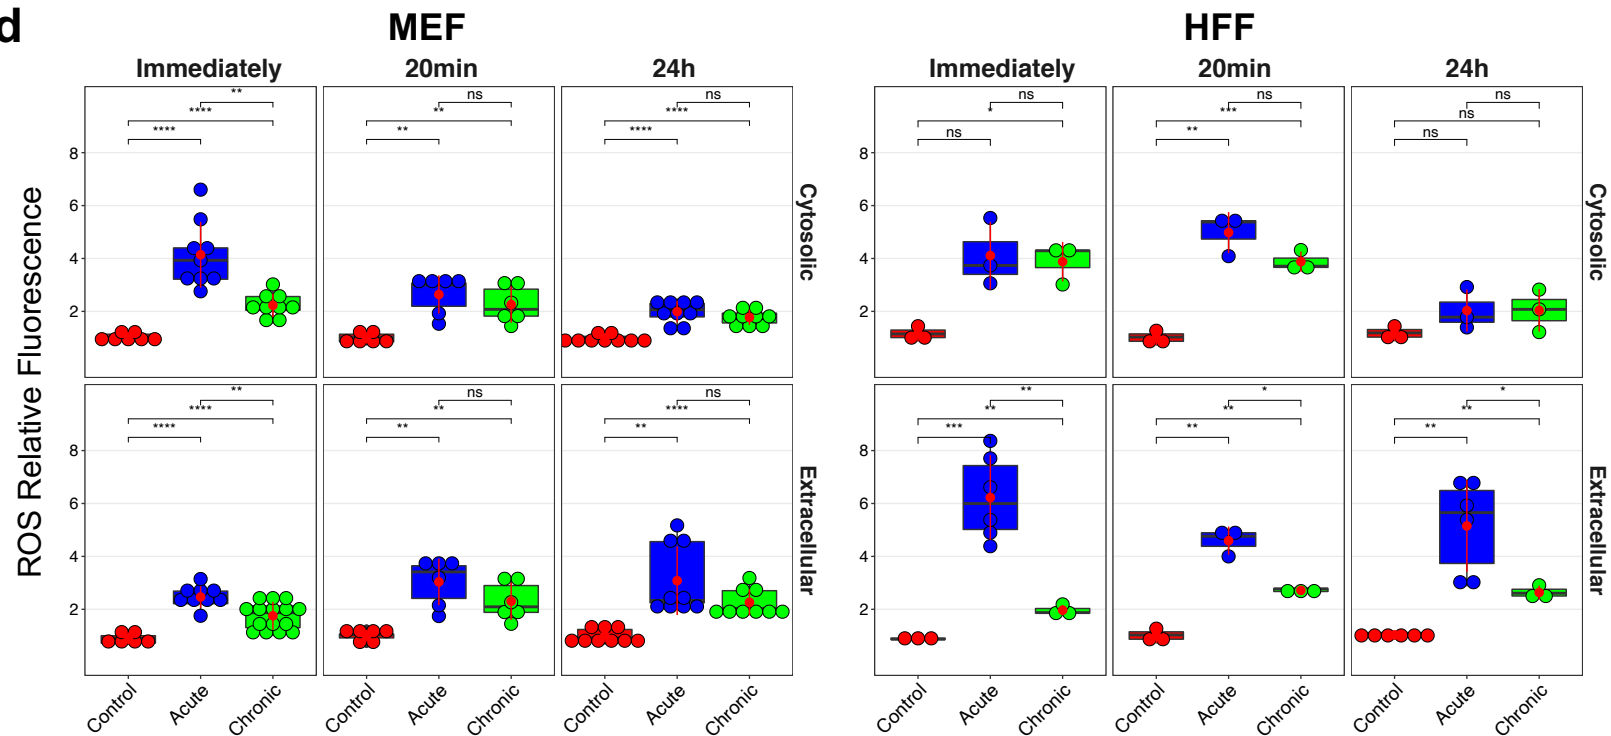 d
MEF
HFF
Immediately
20min
24h
Immediately
20min
24h
ROS Relative Fluorescence
8
6
4
2
**
****
****
ns
**
**
ns
****
****
Cytosolic
8
6
4
2
ns
*
ns
ns
***
**
ns
ns
ns
Cytosolic
8
6
4
2
**
****
****
ns
**
**
ns
****
**
Extracellular
8
6
4
2
**
**
***
*
**
**
*
**
**
Extracellular
Control
Acute
Chronic
Control
Acute
Chronic
Control
Acute
Chronic
Control
Acute
Chronic
Control
Acute
Chronic
Control
Acute
Chronic